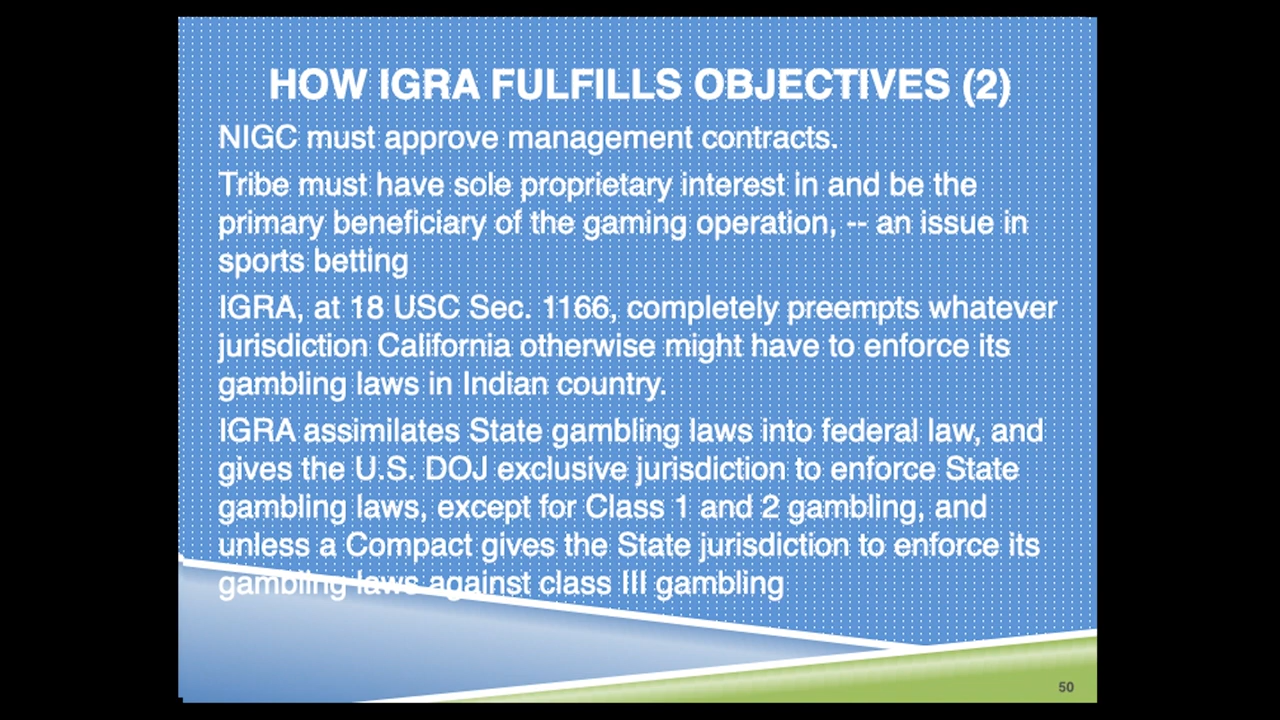 HOW IGRA FULFILLS OBJECTIVES (2)
NIGC must approve management contracts.
Tribe must have sole proprietary interest in and be the
primary beneficiary of the gaming operation, -- an issue in
sports betting
IGRA, at 18 USC Sec. 1166, completely preempts whatever
jurisdiction California otherwise might have to enforce its
gambling laws in Indian country.
IGRA assimilates State gambling laws into federal law, and
gives the U.S. DOJ exclusive jurisdiction to enforce State
gambling laws, except for Class 1 and 2 gambling, and
unless a Compact gives the State jurisdiction to enforce its
gambling laws against class III gambling
50